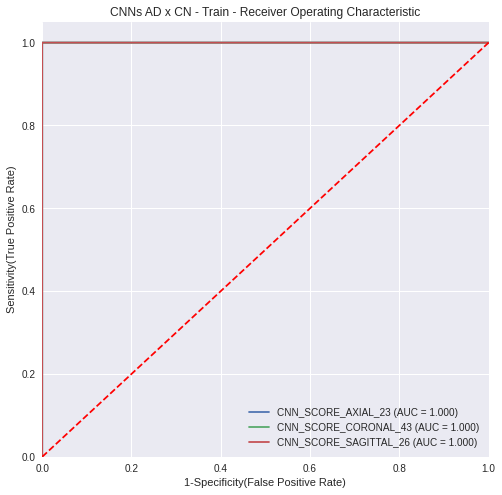 CNNs AD x CN - Train - Receiver Operating Characteristic
1.0
0.8
0.6
0.4
0.2
0.0
Sensitivity(True Positive Rate)
CNN_SCORE_AXIAL_23 (AUC = 1.000)
CNN_SCORE_CORONAL_43 (AUC = 1.000)
CNN_SCORE_SAGITTAL_26 (AUC = 1.000)
0.0 0.2 0.4 0.6 0.8 1.0
1-Specificity(False Positive Rate)